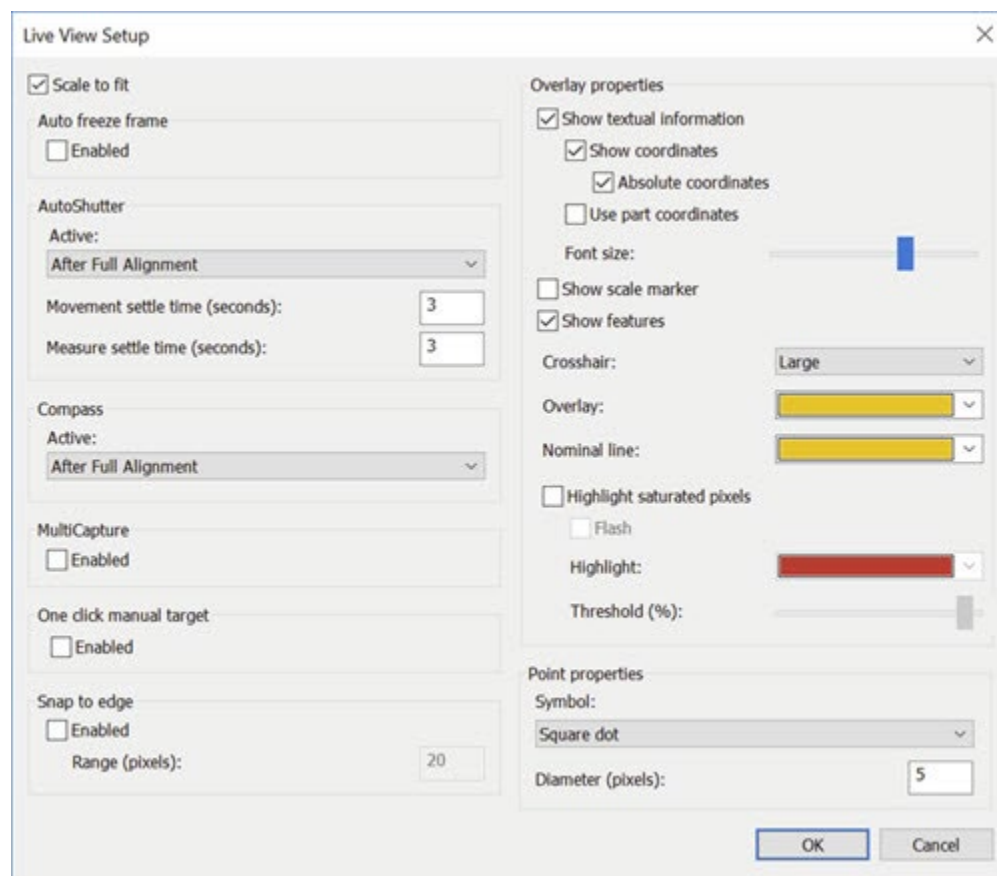 Live View Setup
Scale to fit
Auto freeze frame
Enabled
AutoShutter
Active:
After Full Alignment
Movement settle time (seconds): 3
Measure settle time (seconds): 3
Compass
Active:
After Full Alignment
MultiCapture
Enabled
One click manual target
Enabled
Snap to edge
Enabled
Range (pixels): 20
Overlay properties
Show textual information
Show coordinates
Absolute coordinates
Use part coordinates
Font size:
Show scale marker
Show features
Crosshair: Large
Overlay:
Nominal line:
Highlight saturated pixels
Flash
Highlight:
Threshold (%):
Point properties
Symbol:
Square dot
Diameter (pixels): 5
OK Cancel